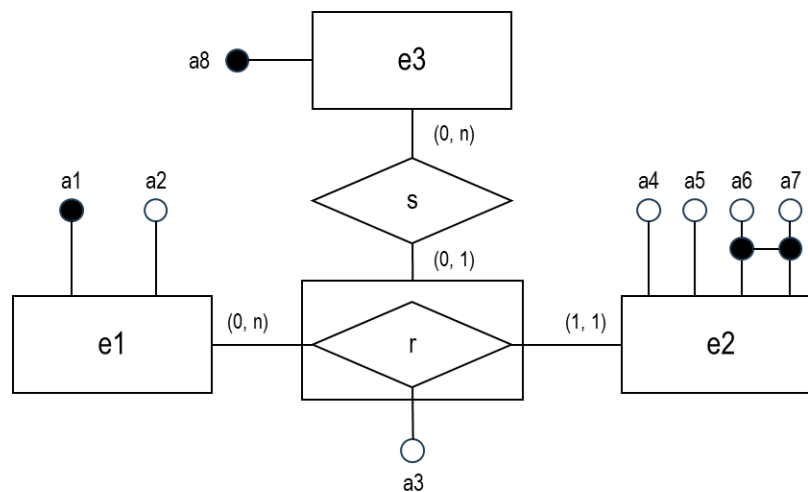 a8
e3
(0, n)
a1
a2
s
a4
a5
a6
a7
(0, 1)
e1
(0, n)
r
(1, 1)
e2
a3